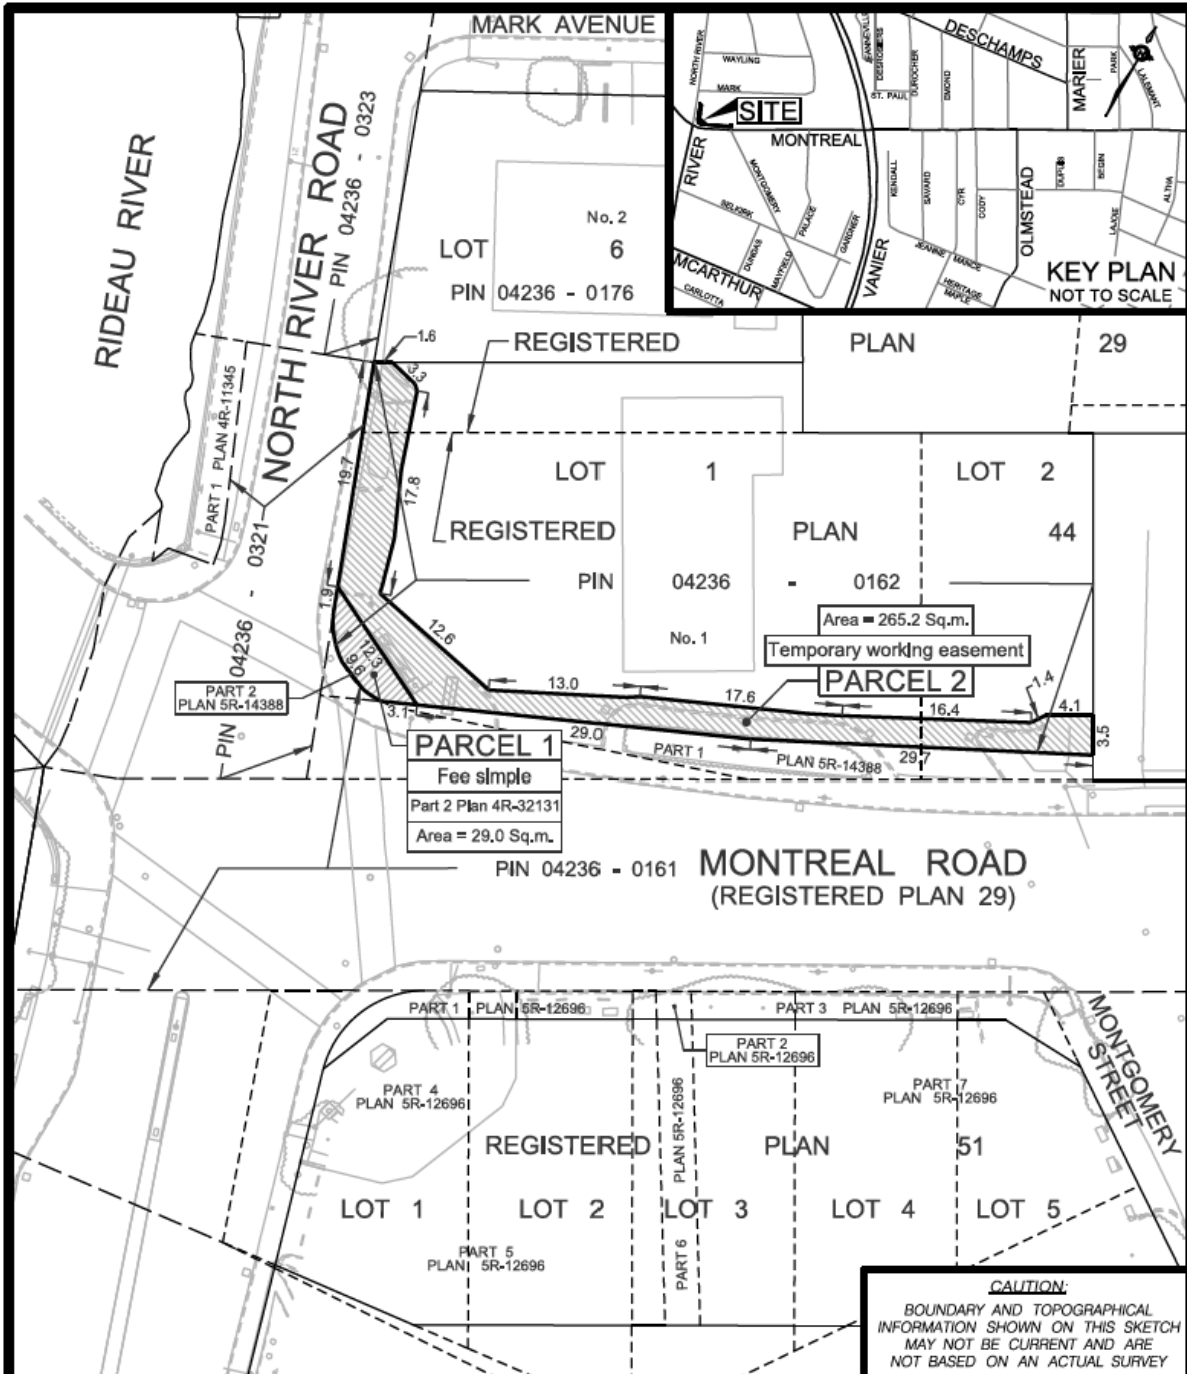 MARK AVENUE
RIDEAU RIVER
NORTH RIVER ROAD
PIN 04236 - 0323
LOT 6
No. 2
PIN 04236 - 0176
NORTH RIVER
WAYLING
MARK
SITE
MONTREAL
RIVER
MONTGOMERY
SELKIRK
PALACE
DUNDAS
MAYFIELD
GARDNER
MCARTHUR
CARLOTTA
VANIER
DESROSIERS
DUROCHER
EMOND
ST. PAUL
DESCHAMPS
MARIER
PARK
LALEMANT
KENDALL
SAVARD
CYR
CODY
OLMSTEAD
DUPUIS
BEGIN
LAJOIE
ALTHA
JEANNE MANCE
HERITAGE
MAPLE
KEY PLAN
NOT TO SCALE
1.6
3.3
REGISTERED PLAN 29
PART 1 PLAN 4R-11345
19.7
17.8
LOT 1
LOT 2
REGISTERED PLAN 44
PIN 04236 - 0162
No. 1
PIN 04236 - 0321
1.9
12.3
9.6
12.6
3.1
13.0
17.6
16.4
1.4
4.1
3.5
29.0
29.7
Area = 265.2 Sq.m.
Temporary working easement
PARCEL 2
PART 2
PLAN 5R-14388
PART 1 PLAN 5R-14388
PARCEL 1
Fee simple
Part 2 Plan 4R-32131
Area = 29.0 Sq.m.
PIN 04236 - 0161
MONTREAL ROAD
(REGISTERED PLAN 29)
PART 1 PLAN 5R-12696
PART 3 PLAN 5R-12696
PART 2
PLAN 5R-12696
PART 4
PLAN 5R-12696
PLAN 5R-12696
PART 6
PART 7
PLAN 5R-12696
MONTGOMERY
STREET
REGISTERED PLAN 51
LOT 1
LOT 2
LOT 3
LOT 4
LOT 5
PART 5
PLAN 5R-12696
CAUTION:
BOUNDARY AND TOPOGRAPHICAL
INFORMATION SHOWN ON THIS SKETCH
MAY NOT BE CURRENT AND ARE
NOT BASED ON AN ACTUAL SURVEY